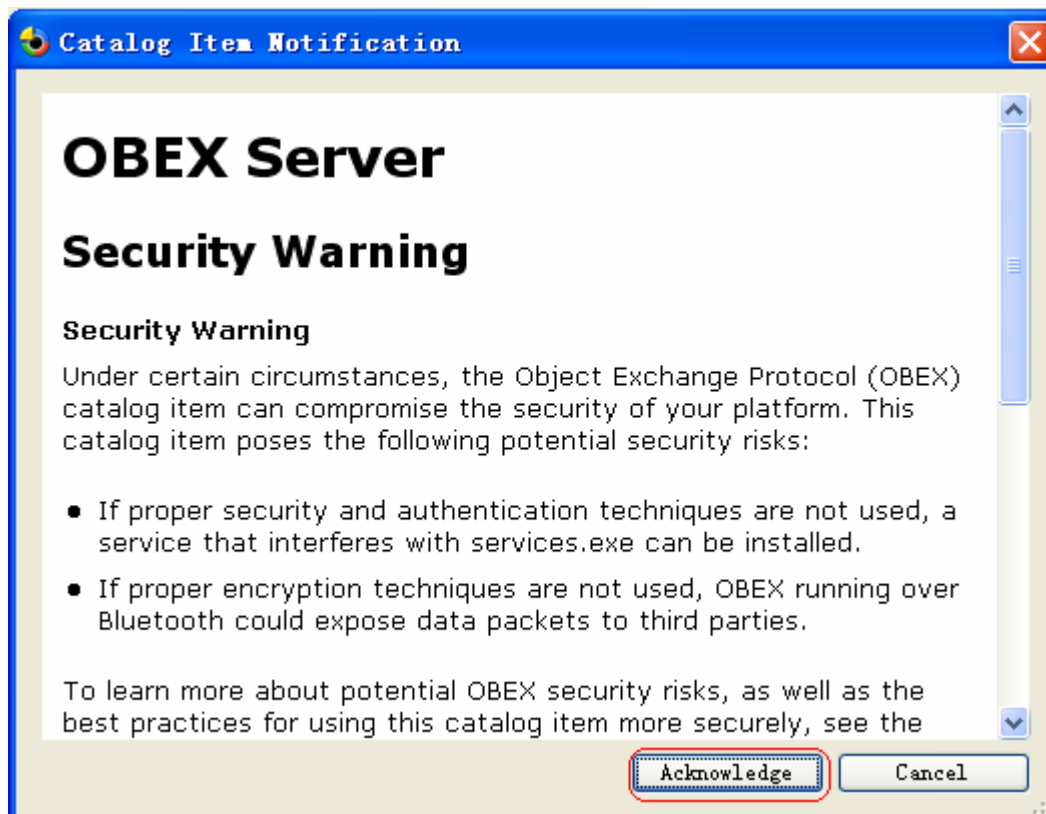 Catalog Item Notification
OBEX Server
Security Warning
Security Warning
Under certain circumstances, the Object Exchange Protocol (OBEX)
catalog item can compromise the security of your platform. This
catalog item poses the following potential security risks:
● If proper security and authentication techniques are not used, a
service that interferes with services.exe can be installed.
● If proper encryption techniques are not used, OBEX running over
Bluetooth could expose data packets to third parties.
To learn more about potential OBEX security risks, as well as the
best practices for using this catalog item more securely, see the
Acknowledge Cancel